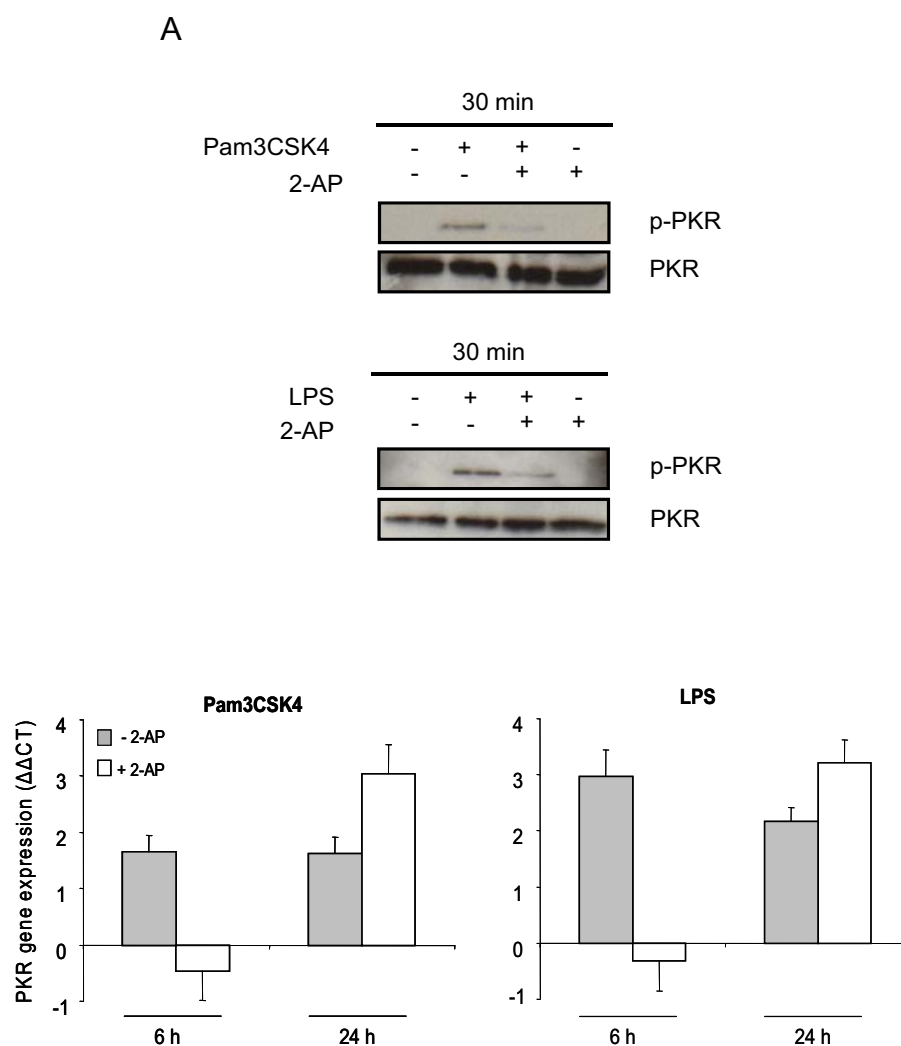 A
30 min
Pam3CSK4 - + + -
2-AP - - + +
p-PKR
PKR
30 min
LPS - + + -
2-AP - - + +
p-PKR
PKR
Pam3CSK4
PKR gene expression (ΔΔCT)
4
3
2
1
0
-1
- 2-AP
+ 2-AP
6 h 24 h
LPS
4
3
2
1
0
-1
6 h 24 h